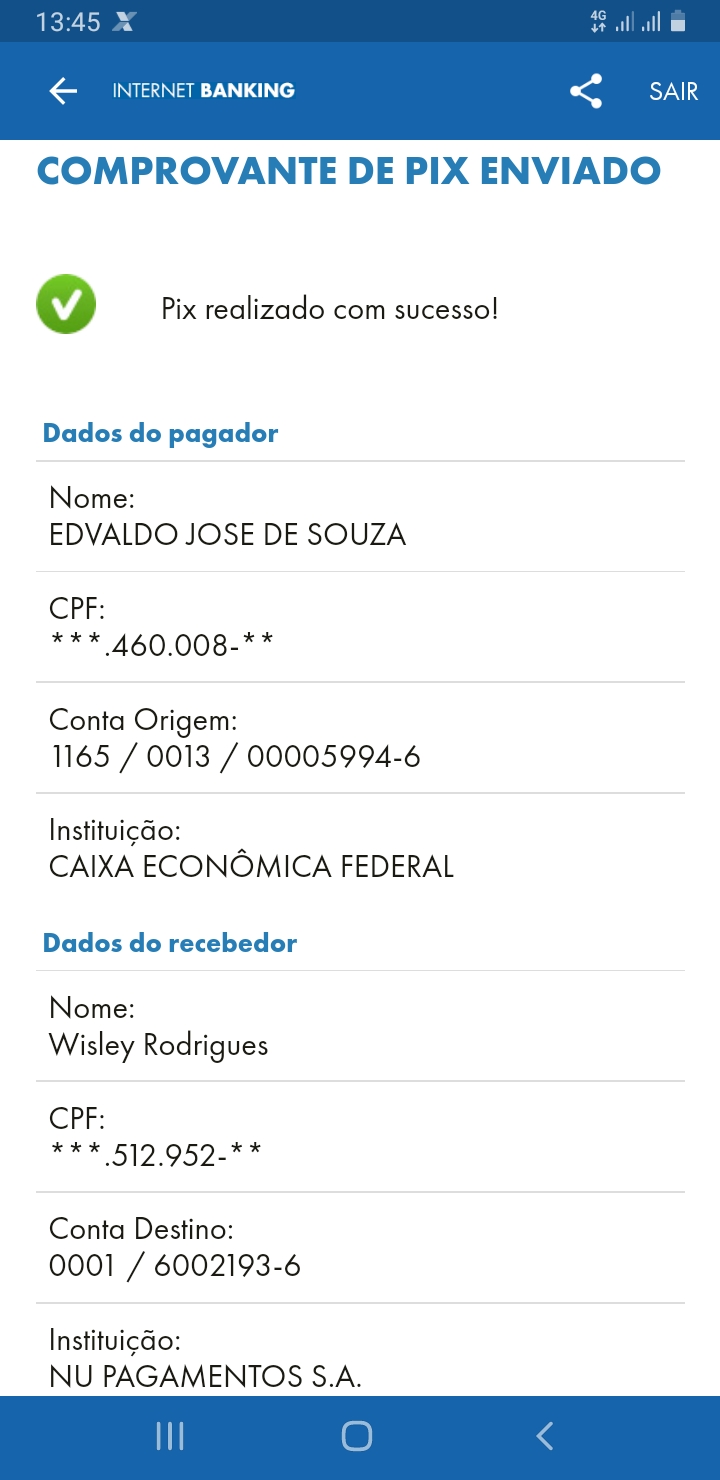 13:45
4G
INTERNET BANKING
SAIR
COMPROVANTE DE PIX ENVIADO
Pix realizado com sucesso!
Dados do pagador
Nome:
EDVALDO JOSE DE SOUZA
CPF:
***.460.008-**
Conta Origem:
1165 / 0013 / 00005994-6
Instituição:
CAIXA ECONÔMICA FEDERAL
Dados do recebedor
Nome:
Wisley Rodrigues
CPF:
***.512.952-**
Conta Destino:
0001 / 6002193-6
Instituição:
NU PAGAMENTOS S.A.